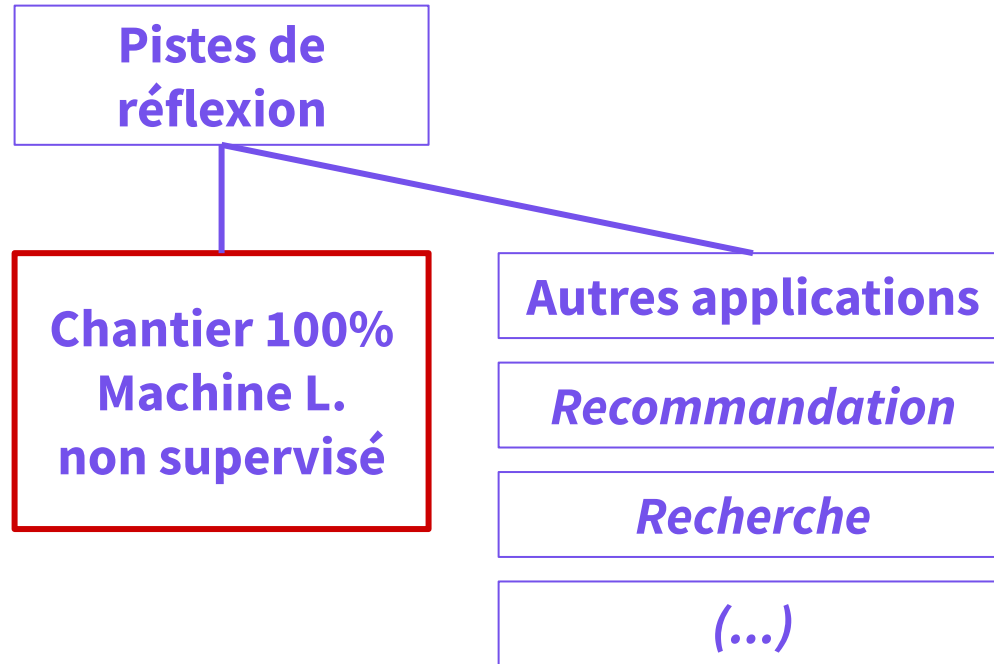 Pistes de
réflexion
Chantier 100%
Machine L.
non supervisé
Autres applications
Recommandation
Recherche
(...)